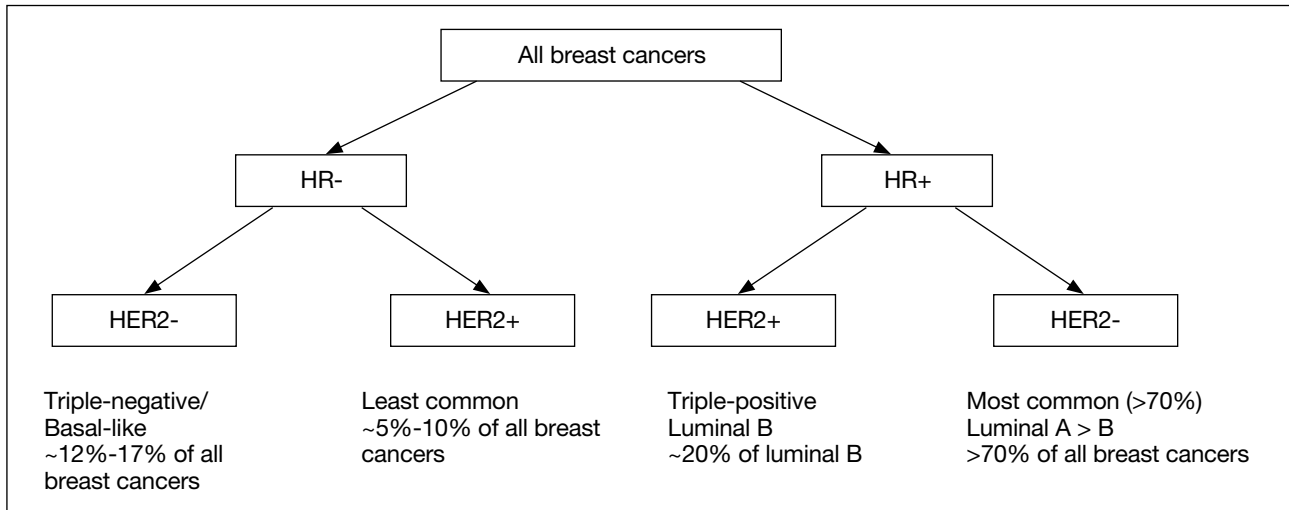 All breast cancers
HR-
HR+
HER2-
HER2+
HER2+
HER2-
Triple-negative/
Basal-like
~12%-17% of all
breast cancers
Least common
~5%-10% of all breast
cancers
Triple-positive
Luminal B
~20% of luminal B
Most common (>70%)
Luminal A > B
>70% of all breast cancers